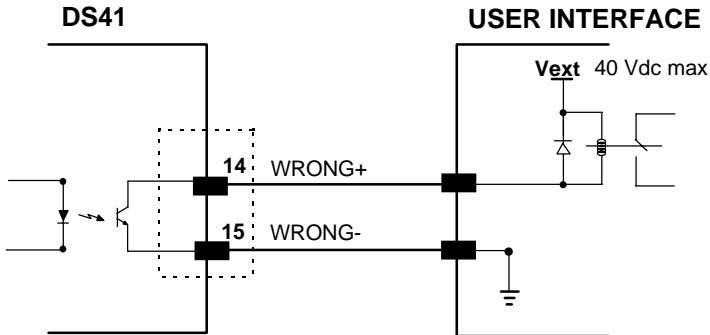 DS41
USER INTERFACE
Vext 40 Vdc max
14 WRONG+
15 WRONG-